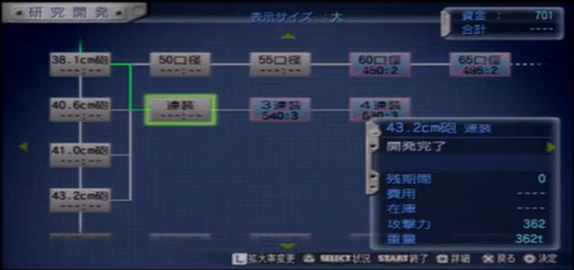 研究開発
表示サイズ：大
資金： 701
合計 ----
38.1cm砲
---:--
50口径
---:--
55口径
---:--
60口径
450:2
65口径
495:2
40.6cm砲
---:--
連装
---:--
3連装
540:3
4連装
41.0cm砲
---:--
43.2cm砲
---:--
43.2cm砲 連装
開発完了
残期間 0
費用 ----
在庫 ----
攻撃力 362
重量 362t
L拡大率変更 SELECT状況 START終了 □詳細 ×戻る ○決定